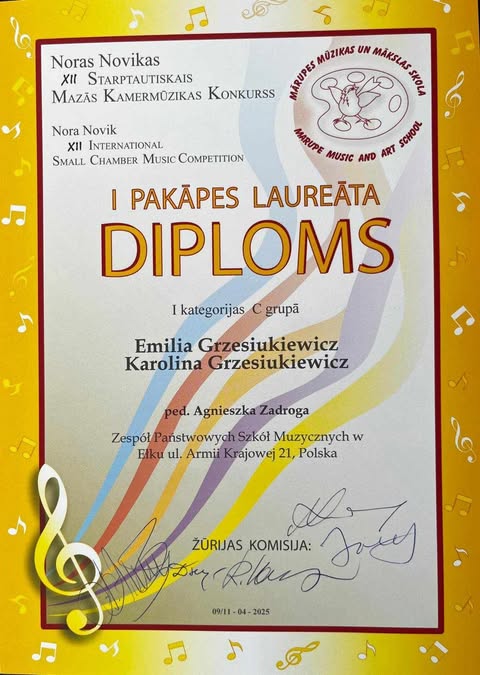 Noras Novikas
XII Starptautiskais
Mazās Kamermūzikas Konkurss
Nora Novik
XII International
Small Chamber Music Competition
MĀRUPES MŪZIKAS UN MĀKSLAS SKOLA
MARUPE MUSIC AND ART SCHOOL
I PAKĀPES LAUREĀTA
DIPLOMS
I kategorijas C grupā
Emilia Grzesiukiewicz
Karolina Grzesiukiewicz
ped. Agnieszka Zadroga
Zespół Państwowych Szkół Muzycznych w
Ełku ul. Armii Krajowej 21, Polska
ŽŪRIJAS KOMISIJA:
09/11 - 04 - 2025